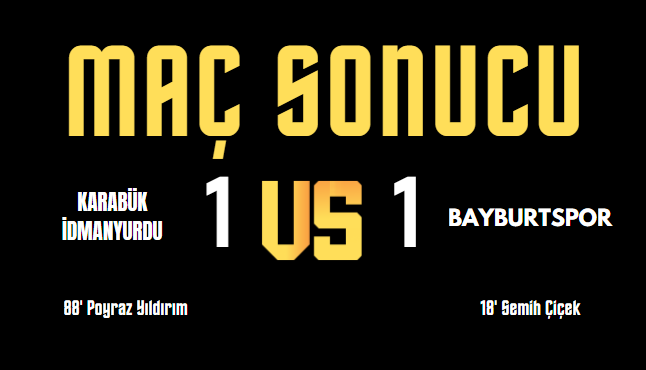 MAÇ SONUCU
KARABÜK
İDMANYURDU
1 VS 1
BAYBURTSPOR
88' Poyraz Yıldırım
18' Semih Çiçek